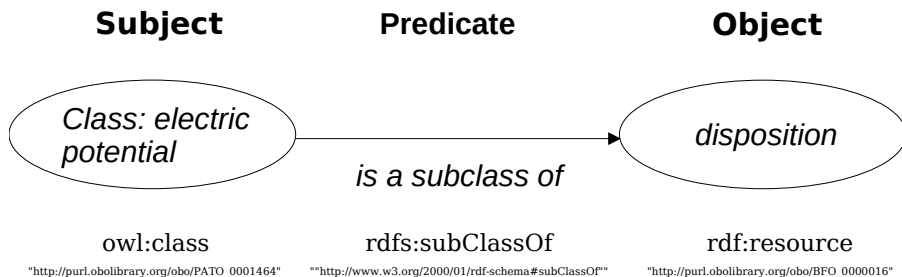 Subject Predicate Object
Class: electric
potential
disposition
is a subclass of
owl:class rdfs:subClassOf rdf:resource
"http://purl.obolibrary.org/obo/PATO_0001464" ""http://www.w3.org/2000/01/rdf-schema#subClassOf"" "http://purl.obolibrary.org/obo/BFO_0000016"